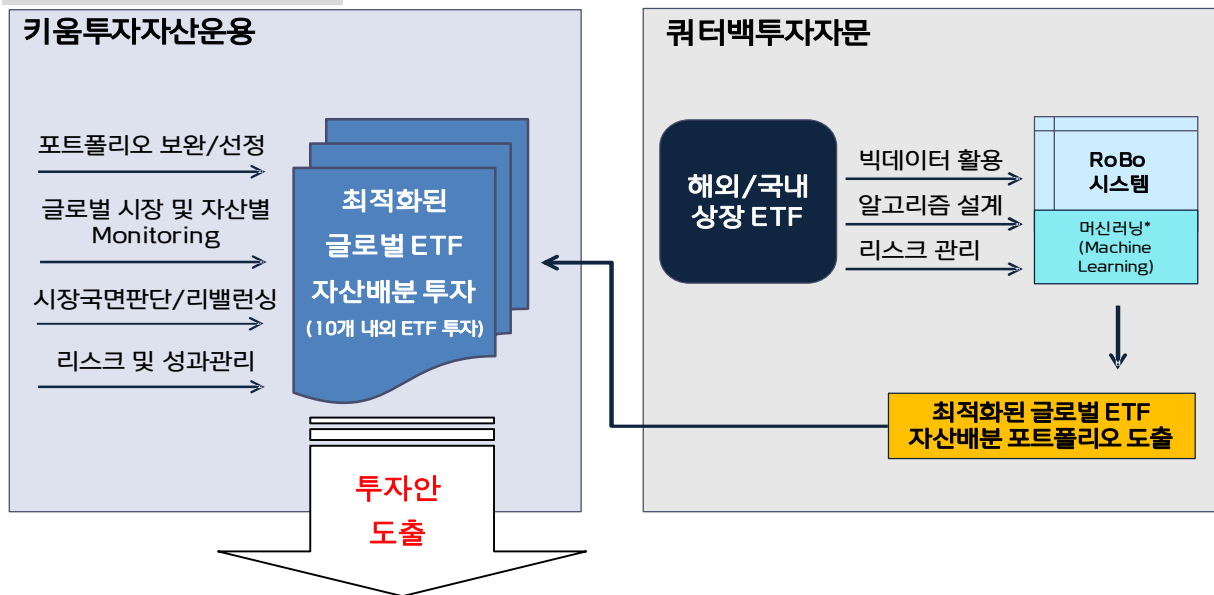 키움투자자산운용
포트폴리오 보완/선정
글로벌 시장 및 자산별
Monitoring
시장국면판단/리밸런싱
리스크 및 성과관리
최적화된
글로벌 ETF
자산배분 투자
(10개 내외 ETF 투자)
투자안
도출
쿼터백투자자문
해외/국내
상장 ETF
빅데이터 활용
알고리즘 설계
리스크 관리
RoBo
시스템
머신러닝*
(Machine
Learning)
최적화된 글로벌 ETF
자산배분 포트폴리오 도출